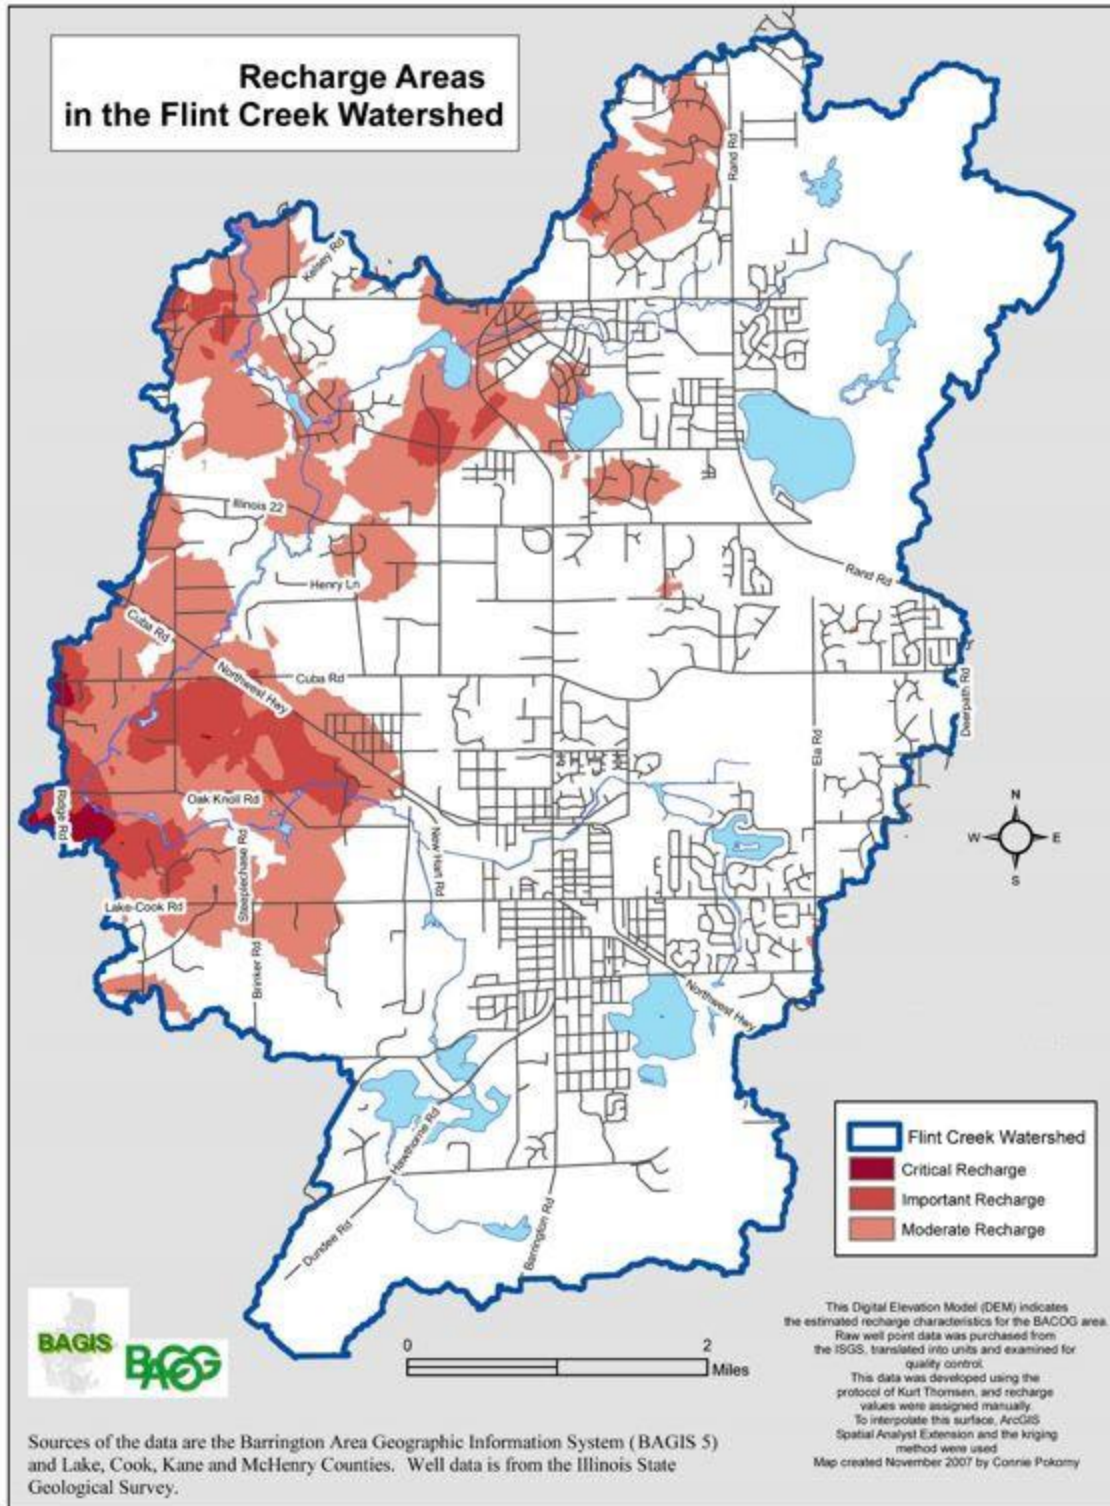 Recharge Areas
in the Flint Creek Watershed
Rand Rd
Kelsey Rd
Illinois 22
Henry Ln
Rand Rd
Cuba Rd
Northwest Hwy
Cuba Rd
Deerpath Rd
Ela Rd
Ridge Rd
Oak Knoll Rd
Steeplechase Rd
New Hart Rd
N
W
E
S
Lake-Cook Rd
Brinker Rd
Northwest Hwy
Hawthorne Rd
Dundee Rd
Barrington Rd
Flint Creek Watershed
Critical Recharge
Important Recharge
Moderate Recharge
BAGIS
BACOG
0
2
Miles
This Digital Elevation Model (DEM) indicates
the estimated recharge characteristics for the BACOG area.
Raw well point data was purchased from
the ISGS, translated into units and examined for
quality control.
This data was developed using the
protocol of Kurt Thomsen, and recharge
values were assigned manually.
To interpolate this surface, ArcGIS
Spatial Analyst Extension and the kriging
method were used
Map created November 2007 by Connie Pokorny
Sources of the data are the Barrington Area Geographic Information System (BAGIS 5)
and Lake, Cook, Kane and McHenry Counties. Well data is from the Illinois State
Geological Survey.